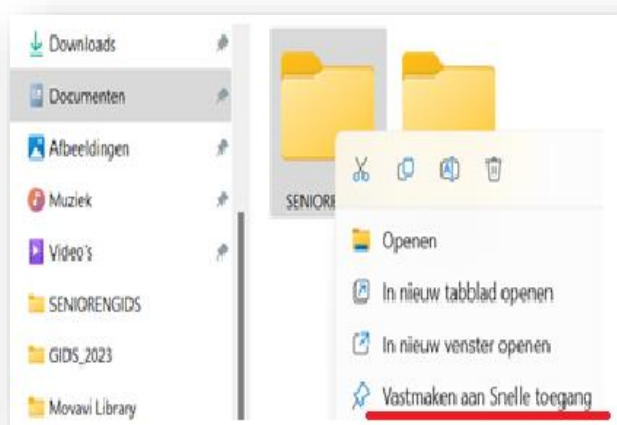 Downloads
Documenten
Afbeeldingen
Muziek
Video's
SENIORENGIDS
GIDS_2023
Movavi Library
Openen
In nieuw tabblad openen
In nieuw venster openen
Vastmaken aan Snelle toegang